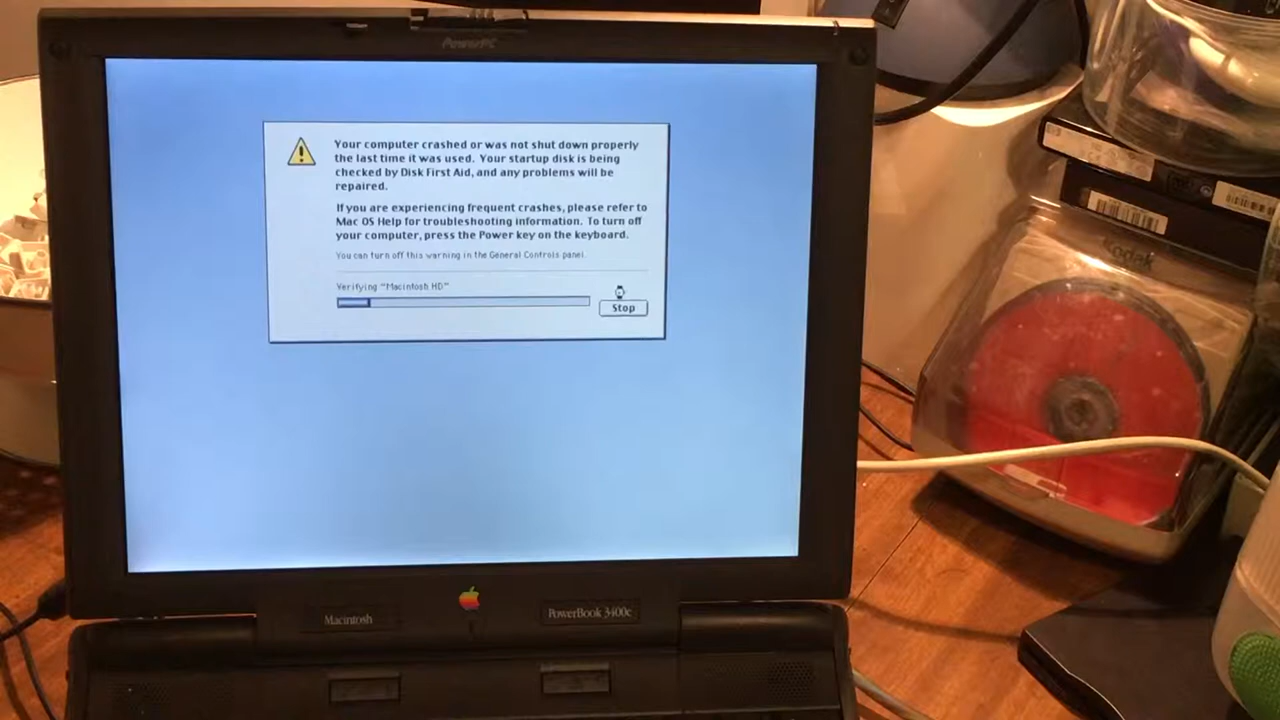 PowerPC
Your computer crashed or was not shut down properly
the last time it was used. Your startup disk is being
checked by Disk First Aid, and any problems will be
repaired.
If you are experiencing frequent crashes, please refer to
Mac OS Help for troubleshooting information. To turn off
your computer, press the Power key on the keyboard.
You can turn off this warning in the General Controls panel.
Verifying “Macintosh HD”
Stop
Kodak
Macintosh
PowerBook 3400c